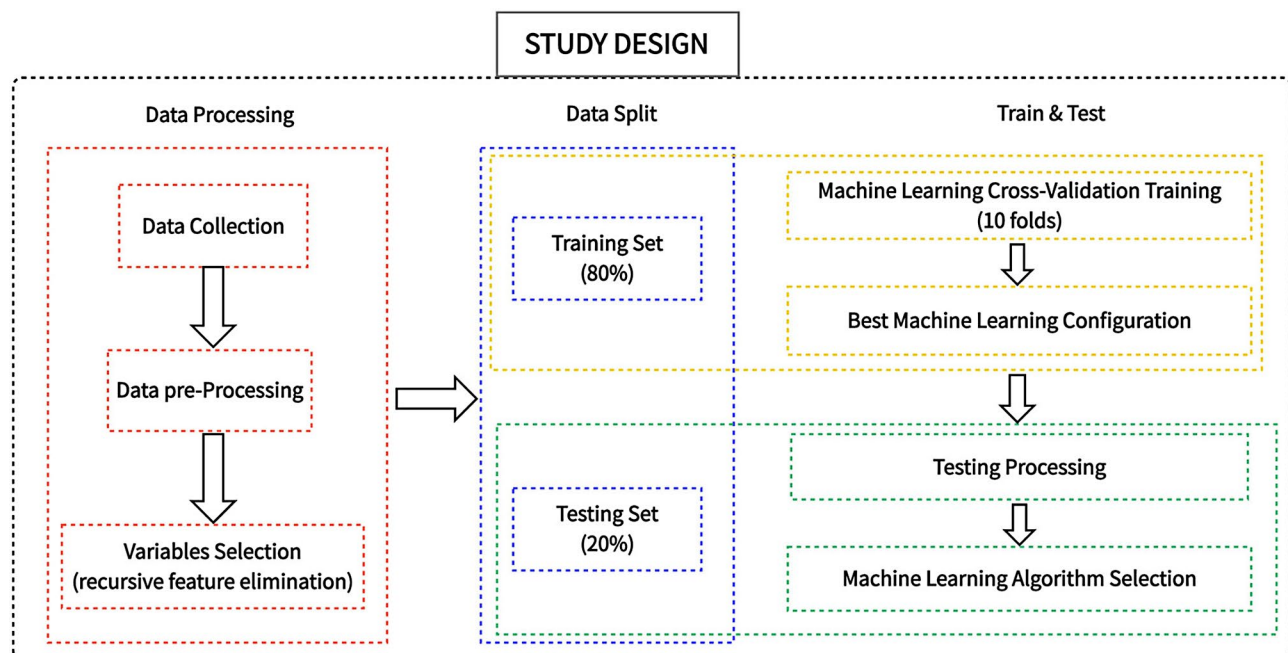 STUDY DESIGN
Data Processing
Data Split
Train & Test
Data Collection
Data pre-Processing
Variables Selection
(recursive feature elimination)
Training Set
(80%)
Testing Set
(20%)
Machine Learning Cross-Validation Training
(10 folds)
Best Machine Learning Configuration
Testing Processing
Machine Learning Algorithm Selection